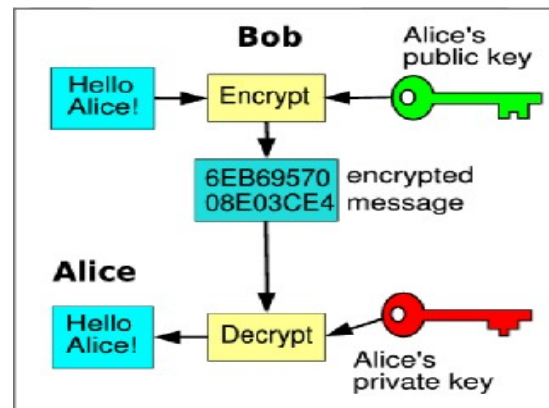 Bob
Alice's
public key
Hello
Alice!
Encrypt
6EB69570
08E03CE4
encrypted
message
Alice
Hello
Alice!
Decrypt
Alice's
private key